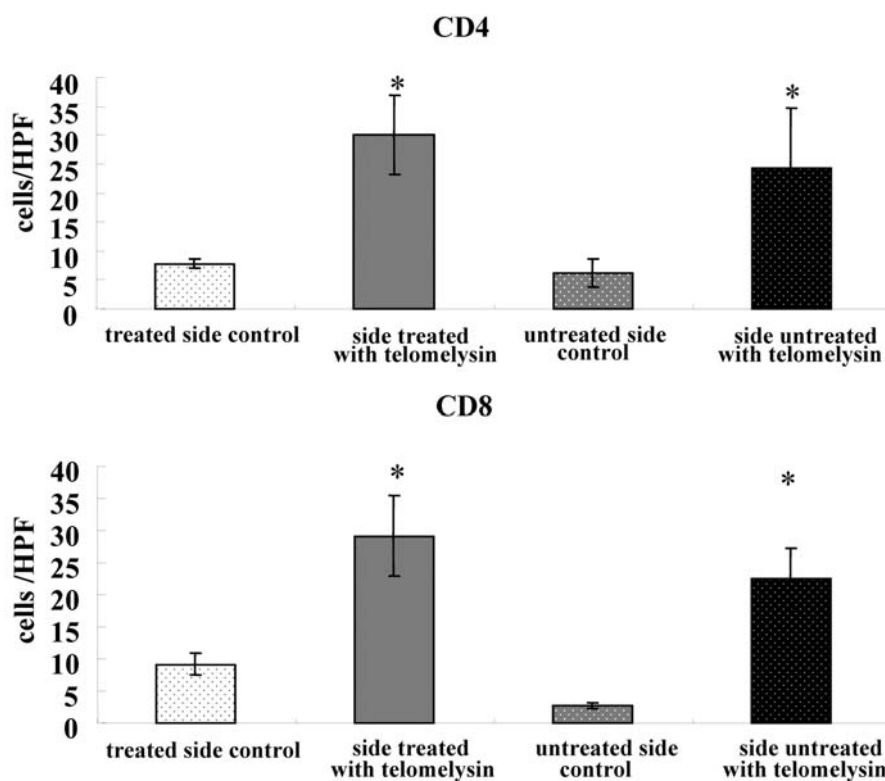 CD4
cells/HPF
40
35
30
25
20
15
10
5
0
*
*
treated side control
side treated
with telomelysin
untreated side
control
side untreated
with telomelysin
CD8
cells /HPF
40
35
30
25
20
15
10
5
0
*
*
treated side control
side treated
with telomelysin
untreated side
control
side untreated
with telomelysin